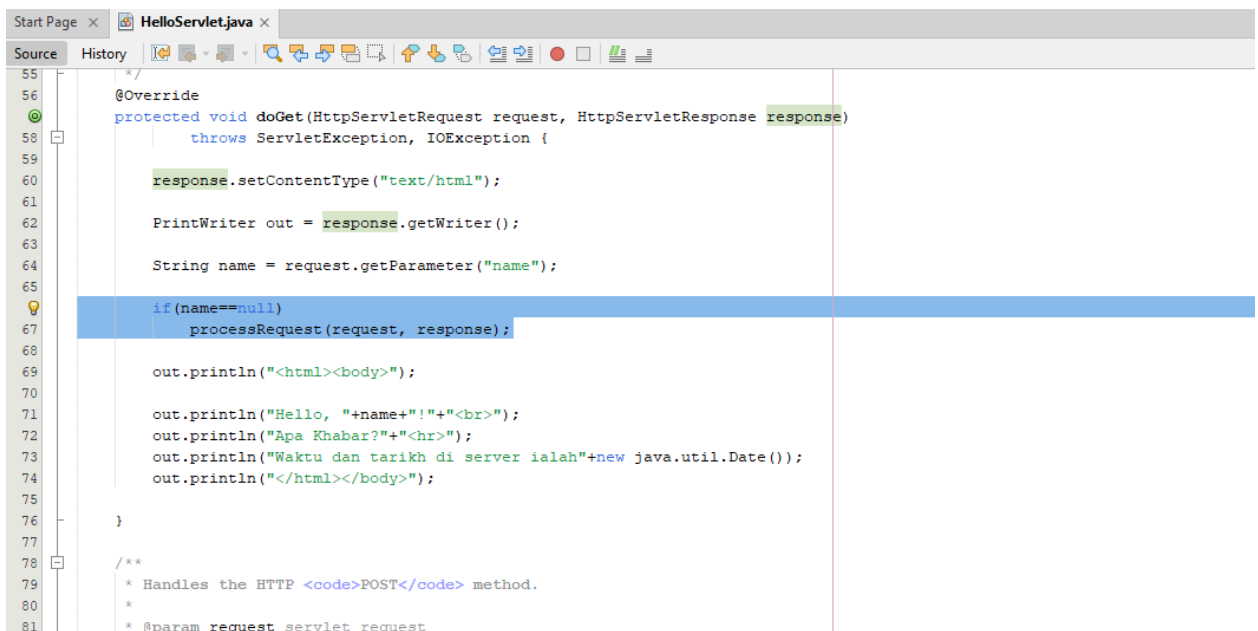 Start Page HelloServlet.java
Source History
55 */
56 @Override
protected void doGet(HttpServletRequest request, HttpServletResponse response)
58 throws ServletException, IOException {
59
60 response.setContentType("text/html");
61
62 PrintWriter out = response.getWriter();
63
64 String name = request.getParameter("name");
65
if(name==null)
67 processRequest(request, response);
68
69 out.println("<html><body>");
70
71 out.println("Hello, "+name+"!"+"<br>");
72 out.println("Apa Khabar?"+"<hr>");
73 out.println("Waktu dan tarikh di server ialah"+new java.util.Date());
74 out.println("</html></body>");
75
76 }
77
78 /**
79 * Handles the HTTP <code>POST</code> method.
80 *
81 * @param request servlet request